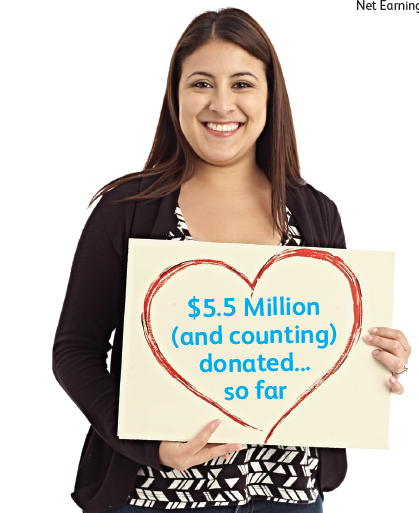 Net Earning
$5.5 Million
(and counting)
donated...
so far